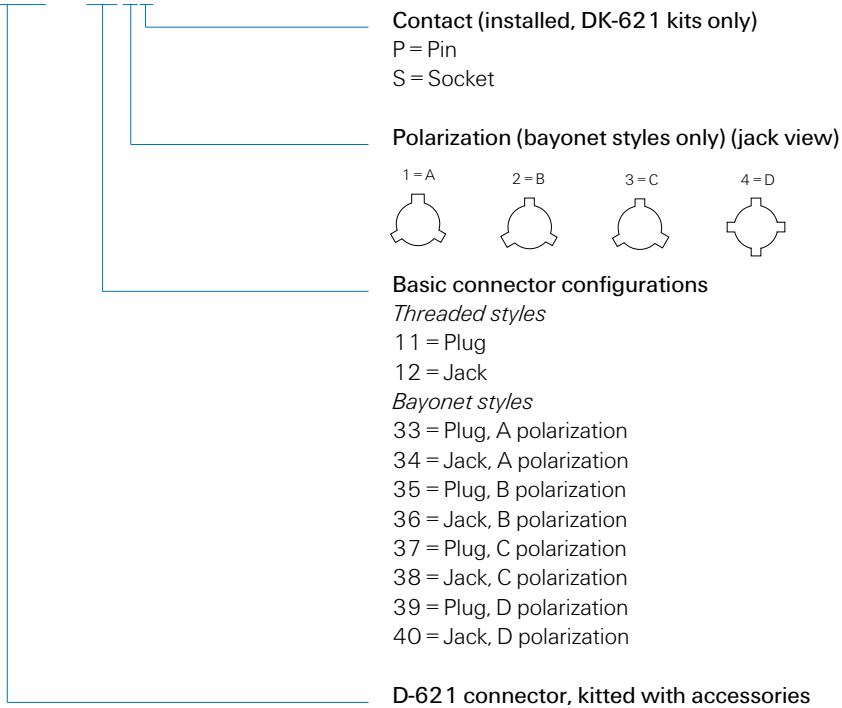 Contact (installed, DK-621 kits only)
P = Pin
S = Socket
Polarization (bayonet styles only) (jack view)
1 = A 2 = B 3 = C 4 = D
Basic connector configurations
Threaded styles
11 = Plug
12 = Jack
Bayonet styles
33 = Plug, A polarization
34 = Jack, A polarization
35 = Plug, B polarization
36 = Jack, B polarization
37 = Plug, C polarization
38 = Jack, C polarization
39 = Plug, D polarization
40 = Jack, D polarization
D-621 connector, kitted with accessories